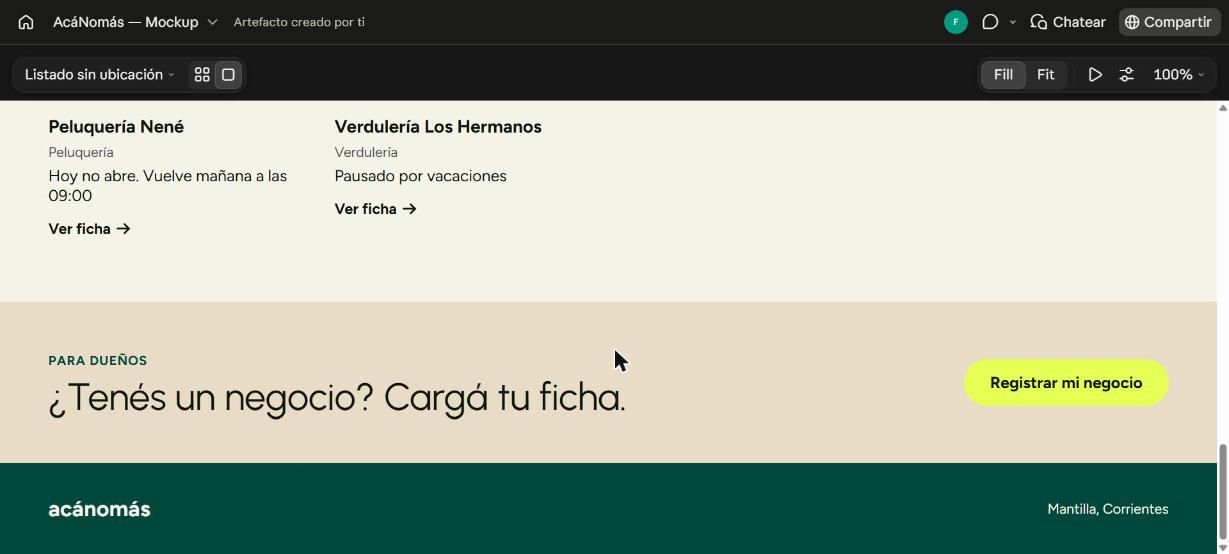 AcáNomás — Mockup
Artefacto creado por ti
F
Chatear
Compartir
Listado sin ubicación
Fill
Fit
100%
Peluquería Nené
Peluquería
Hoy no abre. Vuelve mañana a las
09:00
Ver ficha →
Verdulería Los Hermanos
Verdulería
Pausado por vacaciones
Ver ficha →
PARA DUEÑOS
¿Tenés un negocio? Cargá tu ficha.
Registrar mi negocio
acánomás
Mantilla, Corrientes